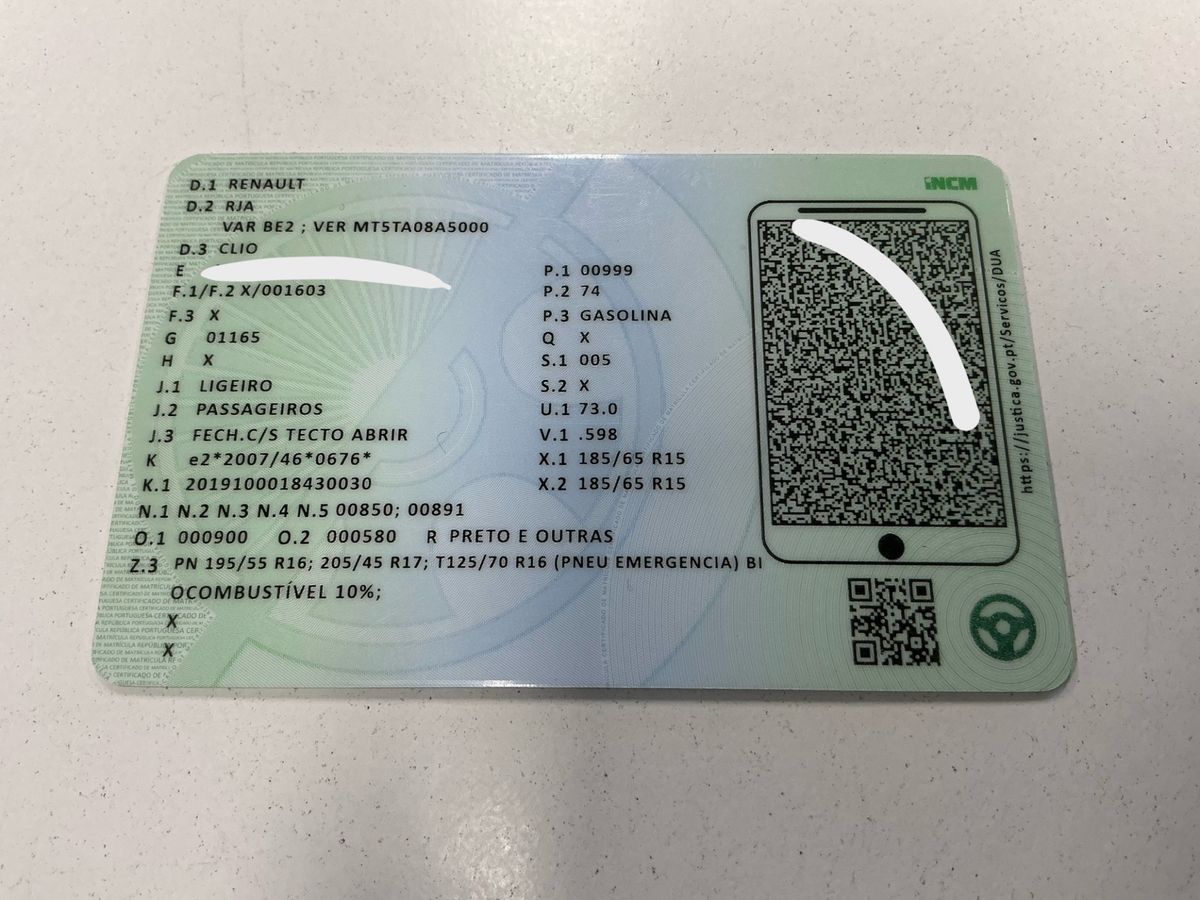 D.1 RENAULT
D.2 RJA
VAR BE2 ; VER MT5TA08A5000
D.3 CLIO
E
F.1/F.2 X/001603
F.3 X
G 01165
H X
J.1 LIGEIRO
J.2 PASSAGEIROS
J.3 FECH.C/S TECTO ABRIR
K e2*2007/46*0676*
K.1 2019100018430030
P.1 00999
P.2 74
P.3 GASOLINA
Q X
S.1 005
S.2 X
U.1 73.0
V.1 .598
X.1 185/65 R15
X.2 185/65 R15
N.1 N.2 N.3 N.4 N.5 00850; 00891
O.1 000900 O.2 000580 R PRETO E OUTRAS
Z.3 PN 195/55 R16; 205/45 R17; T125/70 R16 (PNEU EMERGENCIA) BI
OCOMBUSTÍVEL 10%;
X
X
INCM
https://justica.gov.pt/Servicos/DUA